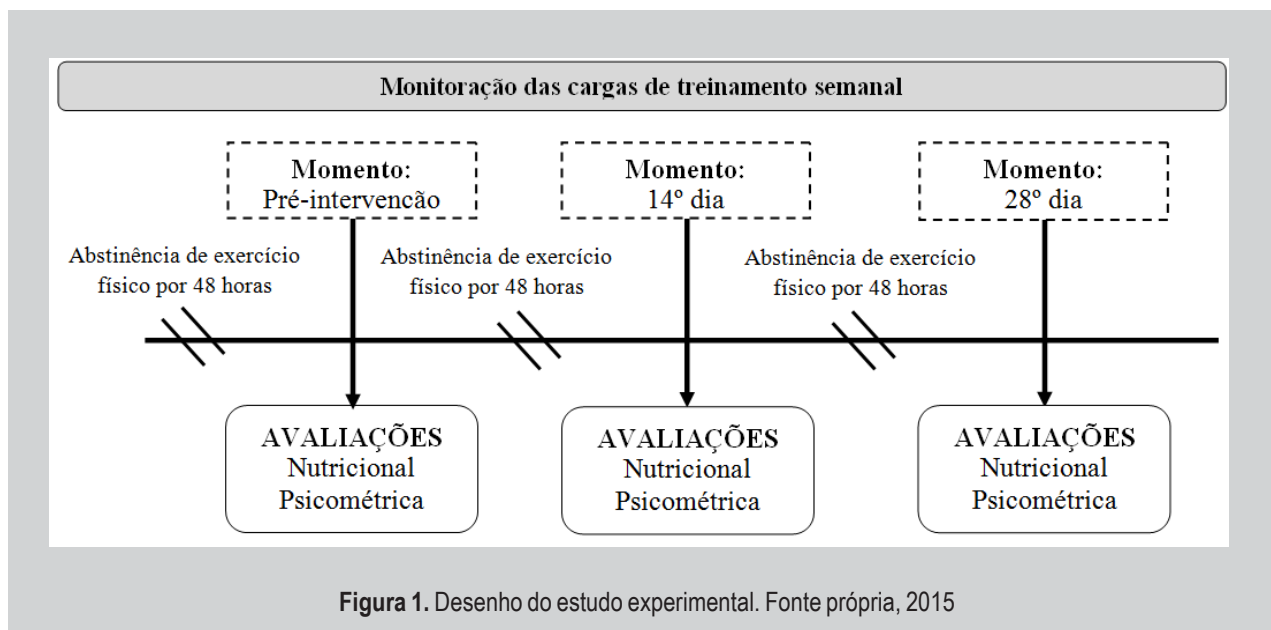 Monitoração das cargas de treinamento semanal
Momento:
Pré-intervencão
Momento:
14º dia
Momento:
28º dia
Abstinência de exercício
físico por 48 horas
Abstinência de exercício
físico por 48 horas
Abstinência de exercício
físico por 48 horas
AVALIAÇÕES
Nutricional
Psicométrica
AVALIAÇÕES
Nutricional
Psicométrica
AVALIAÇÕES
Nutricional
Psicométrica
Figura 1. Desenho do estudo experimental. Fonte própria, 2015